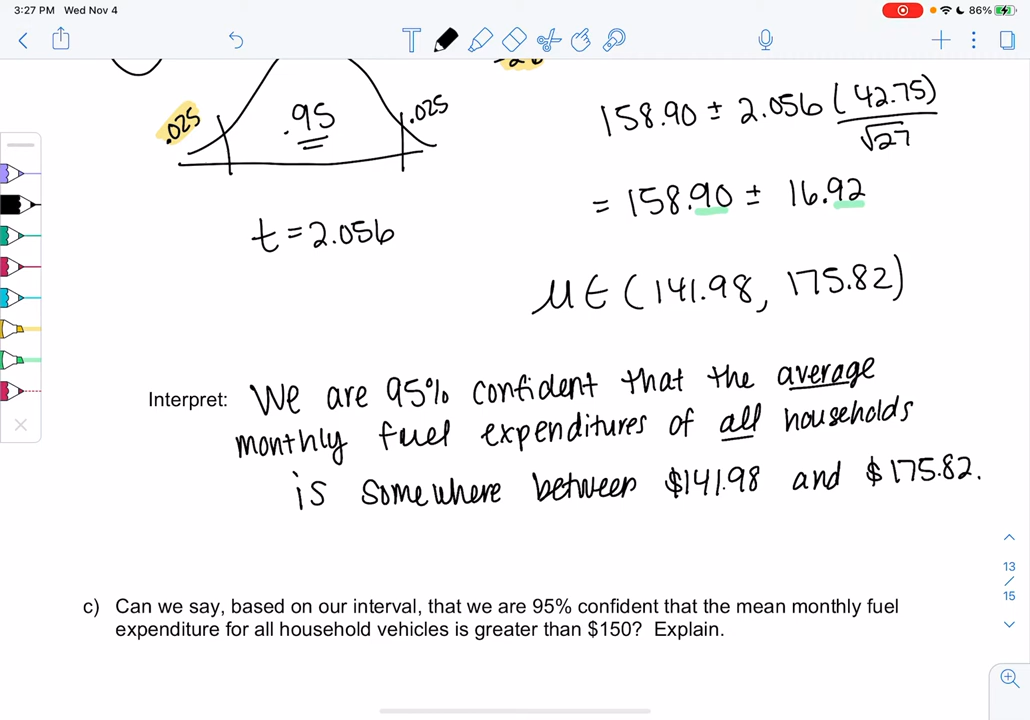 3:27 PM Wed Nov 4
86%
T
.025
.95
.025
158.90 ± 2.056 (42.75)
√27
= 158.90 ± 16.92
t = 2.056
μ ∈ (141.98, 175.82)
Interpret: We are 95% confident that the average
monthly fuel expenditures of all households
is somewhere between $141.98 and $175.82.
13
/
15
c) Can we say, based on our interval, that we are 95% confident that the mean monthly fuel
expenditure for all household vehicles is greater than $150? Explain.